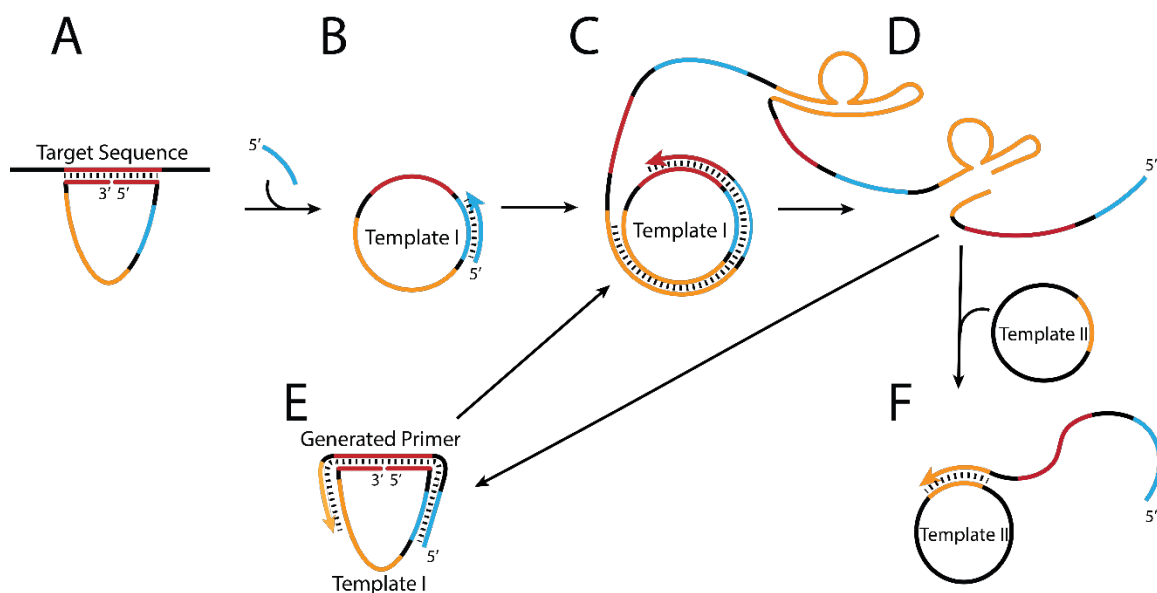 A
B
C
D
Target Sequence
3' 5'
5'
Template I
5'
Template I
5'
Template II
E
Generated Primer
3' 5'
5'
Template I
F
5'
Template II